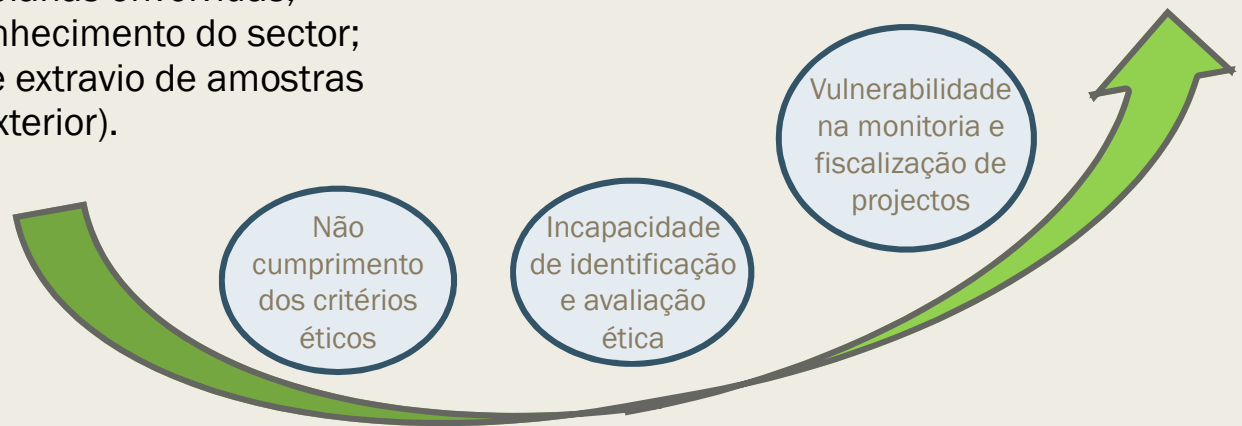 nhecimento do sector;
e extravio de amostras
xterior).
Vulnerabilidade
na monitoria e
fiscalização de
projectos
Não
cumprimento
dos critérios
éticos
Incapacidade
de identificação
e avaliação
ética